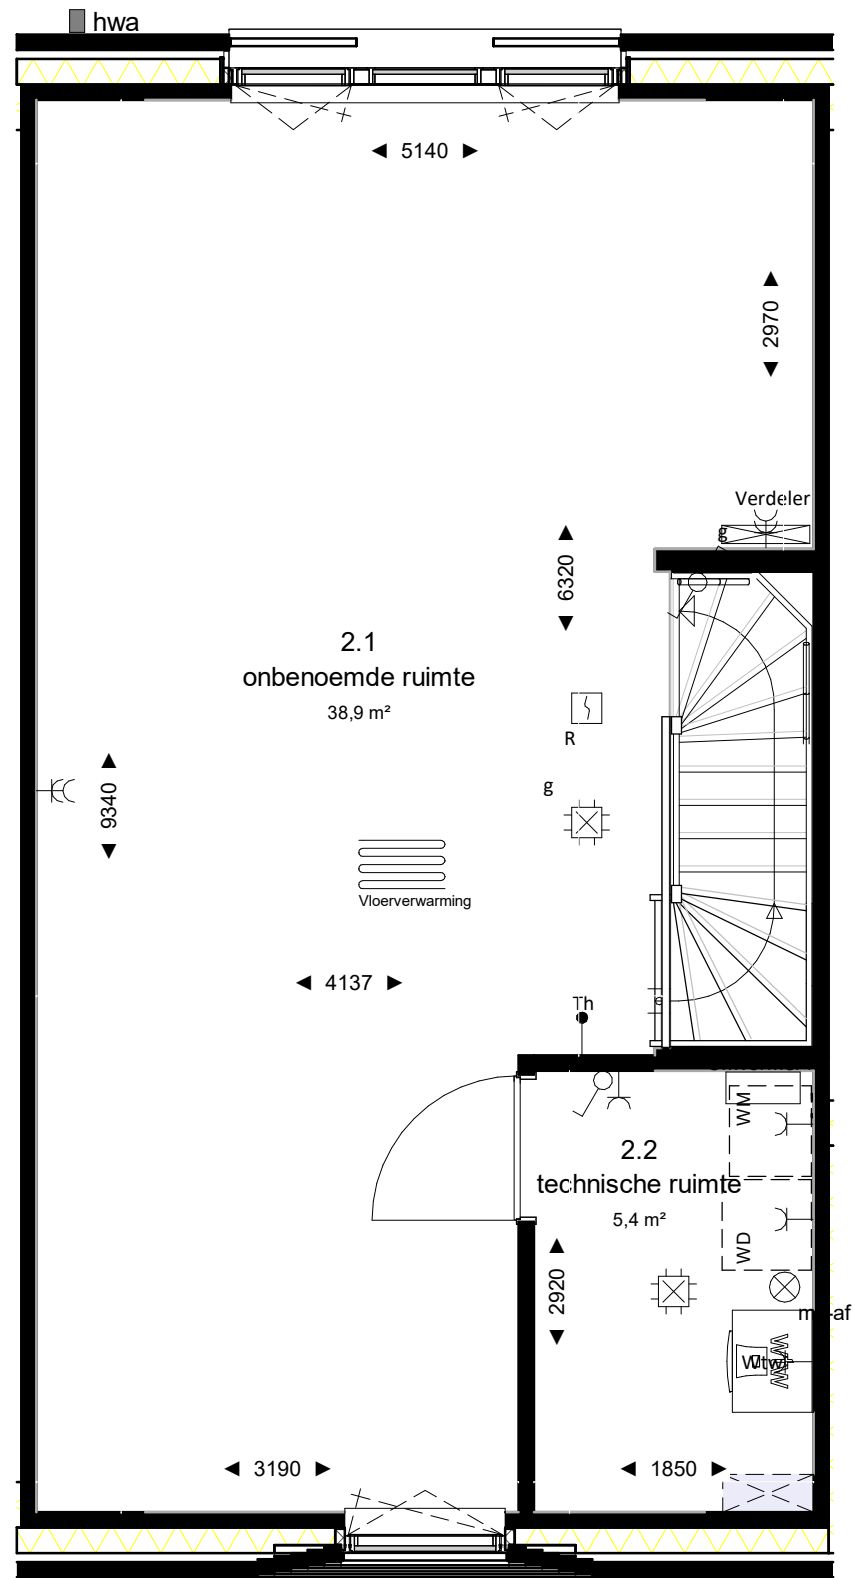 hwa
5140
2970
Verdeler
g
6320
2.1
onbenoemde ruimte
38,9 m²
R
g
9340
Vloerverwarming
4137
Th
WM
2.2
technische ruimte
5,4 m²
WD
2920
Wtw
3190
1850